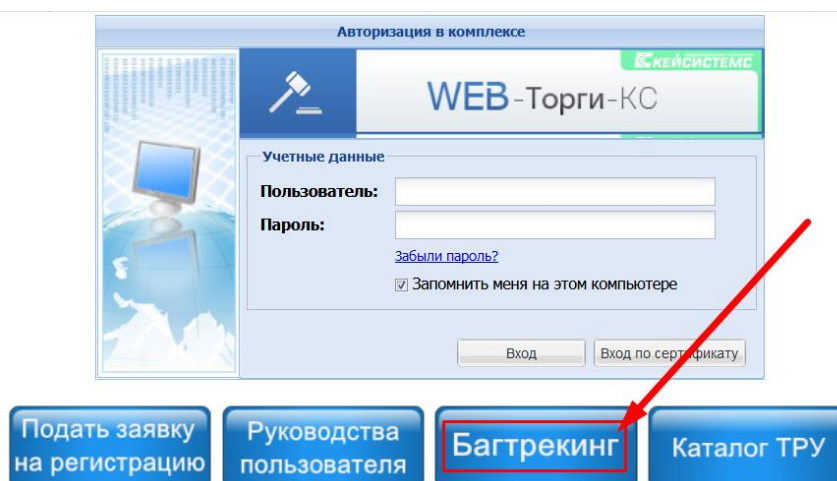 Авторизация в комплексе
КЕЙСИСТЕМС
WEB-Торги-КС
Учетные данные
Пользователь:
Пароль:
Забыли пароль?
Запомнить меня на этом компьютере
Вход
Вход по сертификату
Подать заявку
на регистрацию
Руководства
пользователя
Багтрекинг
Каталог ТРУ